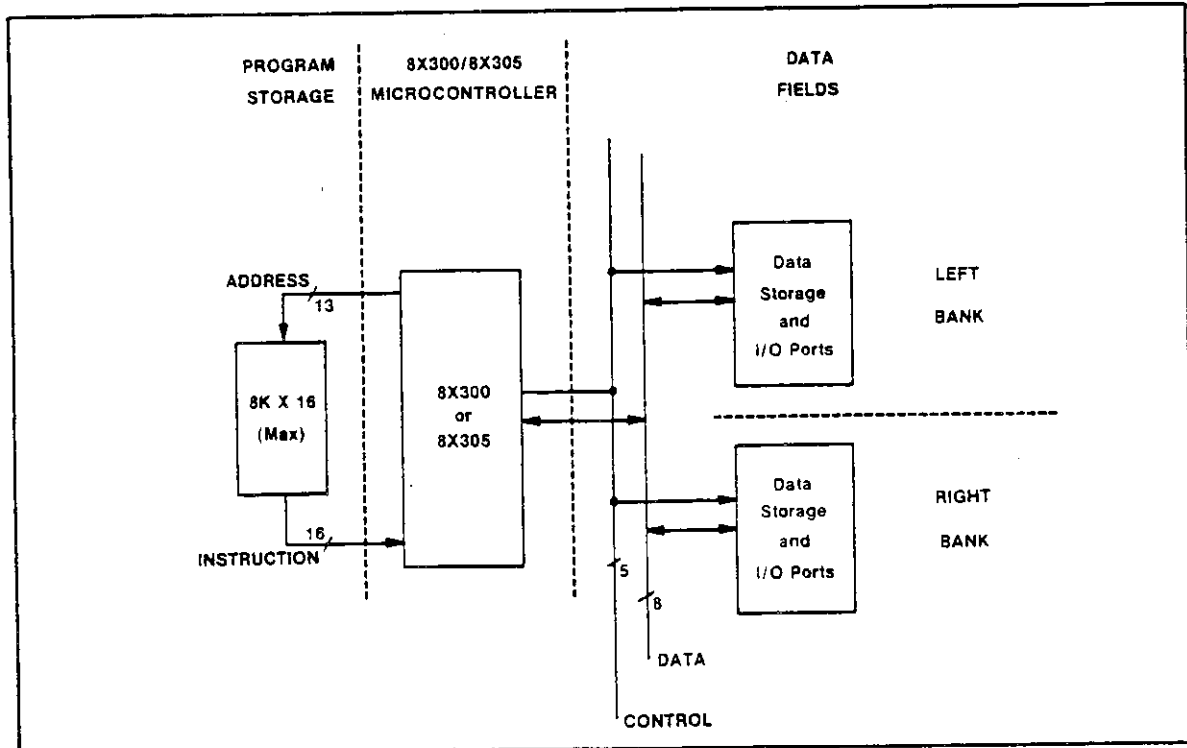 PROGRAM
STORAGE
8X300/8X305
MICROCONTROLLER
DATA
FIELDS
ADDRESS
13
8K X 16
(Max)
16
INSTRUCTION
8X300
or
8X305
Data
Storage
and
I/O Ports
LEFT
BANK
Data
Storage
and
I/O Ports
RIGHT
BANK
5
8
DATA
CONTROL